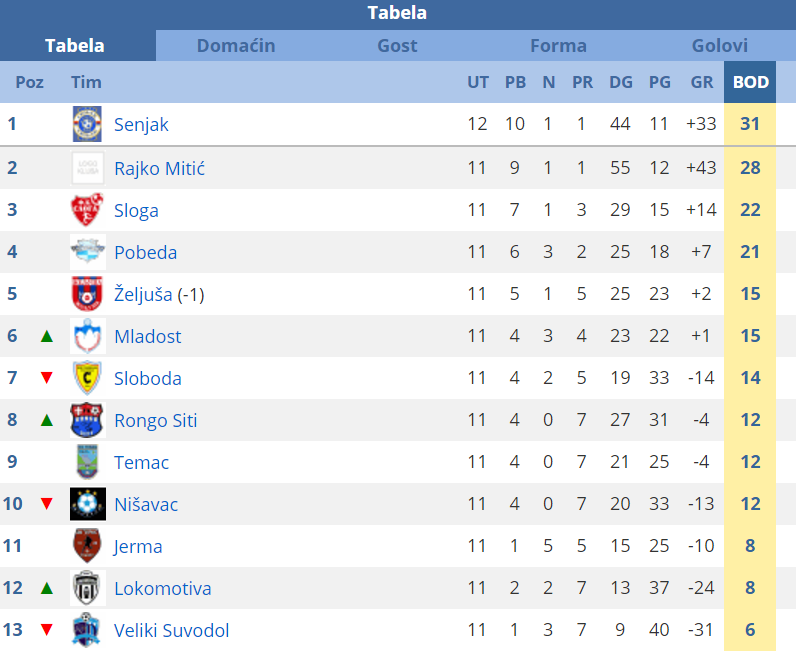 Tabela
Tabela Domaćin Gost Forma Golovi
Poz Tim UT PB N PR DG PG GR BOD
1 Senjak 12 10 1 1 44 11 +33 31
2 LOGO KLUBA Rajko Mitić 11 9 1 1 55 12 +43 28
3 Sloga 11 7 1 3 29 15 +14 22
4 Pobeda 11 6 3 2 25 18 +7 21
5 Željuša (-1) 11 5 1 5 25 23 +2 15
6 Mladost 11 4 3 4 23 22 +1 15
7 Sloboda 11 4 2 5 19 33 -14 14
8 Rongo Siti 11 4 0 7 27 31 -4 12
9 Temac 11 4 0 7 21 25 -4 12
10 Nišavac 11 4 0 7 20 33 -13 12
11 Jerma 11 1 5 5 15 25 -10 8
12 Lokomotiva 11 2 2 7 13 37 -24 8
13 Veliki Suvodol 11 1 3 7 9 40 -31 6